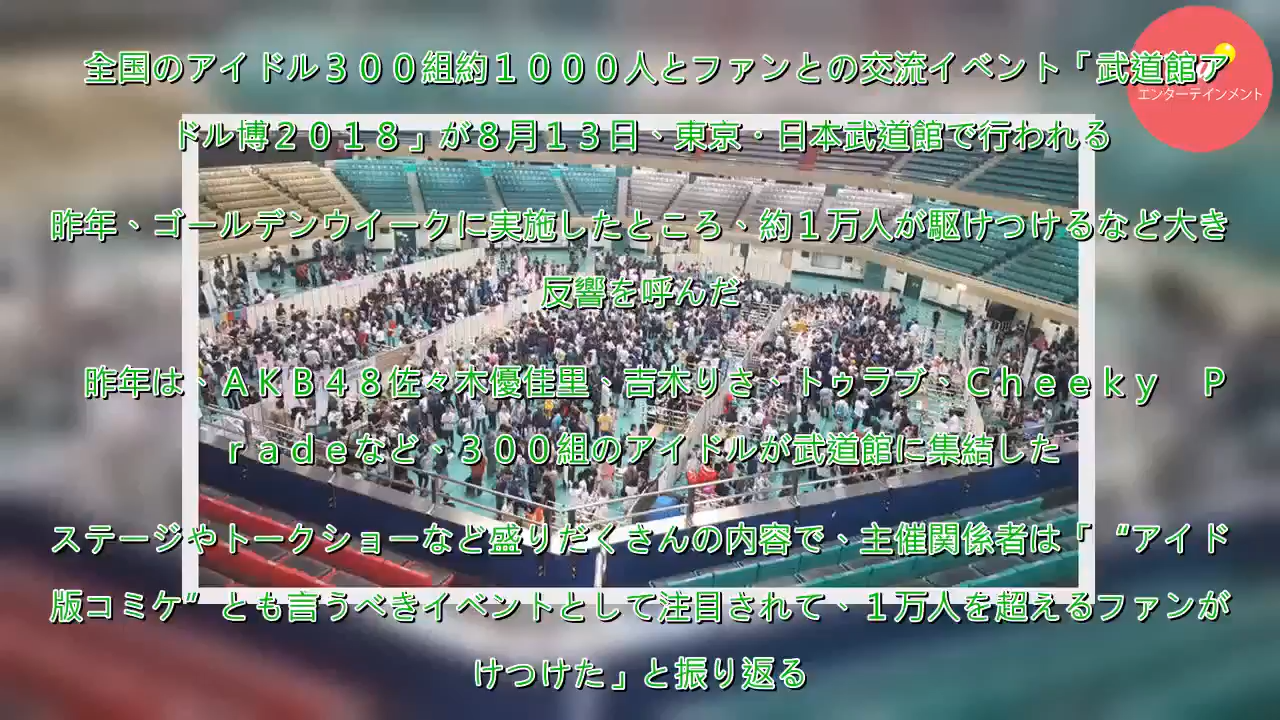 全国のアイドル３００組約１０００人とファンとの交流イベント「武道館ア
ドル博２０１８」が８月１３日、東京・日本武道館で行われる
昨年、ゴールデンウイークに実施したところ、約１万人が駆けつけるなど大き
反響を呼んだ
昨年は、ＡＫＢ４８佐々木優佳里、吉木りさ、トゥラブ、Ｃｈｅｅｋｙ　Ｐ
ｒａｄｅなど、３００組のアイドルが武道館に集結した
ステージやトークショーなど盛りだくさんの内容で、主催関係者は「“アイド
版コミケ”とも言うべきイベントとして注目されて、１万人を超えるファンが
けつけた」と振り返る
エンターテインメント